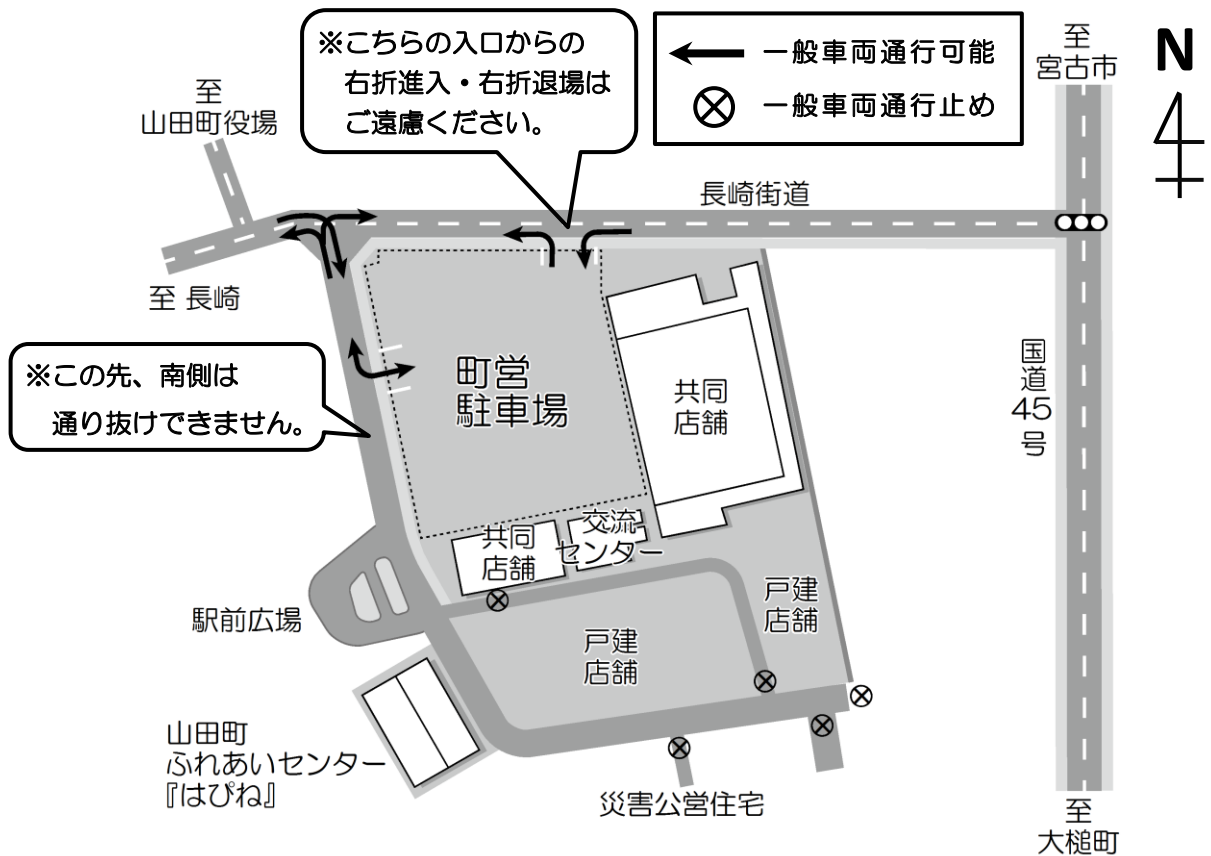 ※こちらの入口からの
右折進入・右折退場は
ご遠慮ください。
一般車両通行可能
一般車両通行止め
至
宮古市
N
至
山田町役場
長崎街道
至 長崎
※この先、南側は
通り抜けできません。
町営
駐車場
共同
店舗
国道45号
共同
店舗
交流
センター
戸建
店舗
駅前広場
戸建
店舗
山田町
ふれあいセンター
『はぴね』
災害公営住宅
至
大槌町